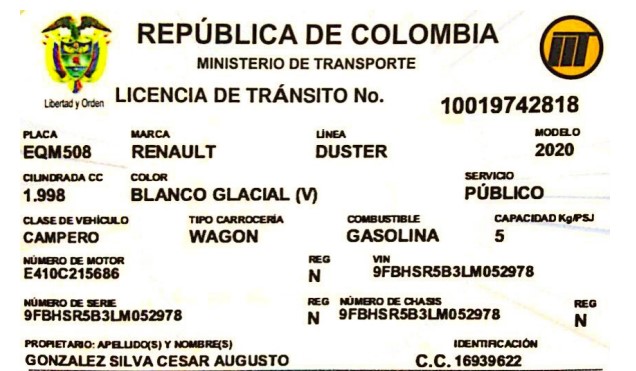 REPÚBLICA DE COLOMBIA
MINISTERIO DE TRANSPORTE
Libertad y Orden
LICENCIA DE TRÁNSITO No. 10019742818
PLACA MARCA LÍNEA MODELO
EQM508 RENAULT DUSTER 2020
CILINDRADA CC COLOR SERVICIO
1.998 BLANCO GLACIAL (V) PÚBLICO
CLASE DE VEHÍCULO TIPO CARROCERÍA COMBUSTIBLE CAPACIDAD Kg/PSJ
CAMPERO WAGON GASOLINA 5
NÚMERO DE MOTOR REG VIN
E410C215686 N 9FBHSR5B3LM052978
NÚMERO DE SERIE REG NÚMERO DE CHASIS REG
9FBHSR5B3LM052978 N 9FBHSR5B3LM052978 N
PROPIETARIO: APELLIDO(S) Y NOMBRE(S) IDENTIFICACIÓN
GONZALEZ SILVA CESAR AUGUSTO C.C. 16939622